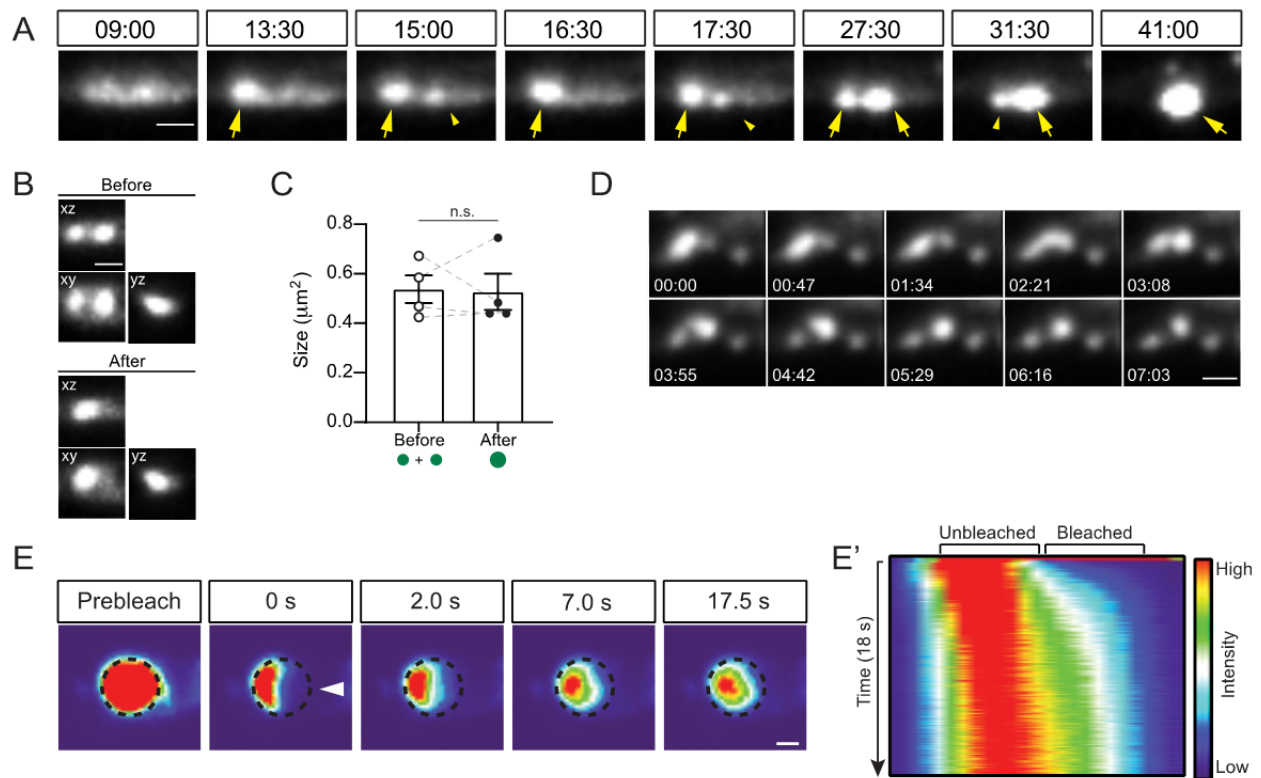 A
09:00 13:30 15:00 16:30 17:30 27:30 31:30 41:00
B
Before
xz
xy yz
After
xz
xy yz
C
n.s.
0.8
0.6
0.4
0.2
0.0
Size (μm²)
Before After
+
D
00:00 00:47 01:34 02:21 03:08
03:55 04:42 05:29 06:16 07:03
E
Prebleach 0 s 2.0 s 7.0 s 17.5 s
E’
Unbleached Bleached
Time (18 s)
High
Intensity
Low